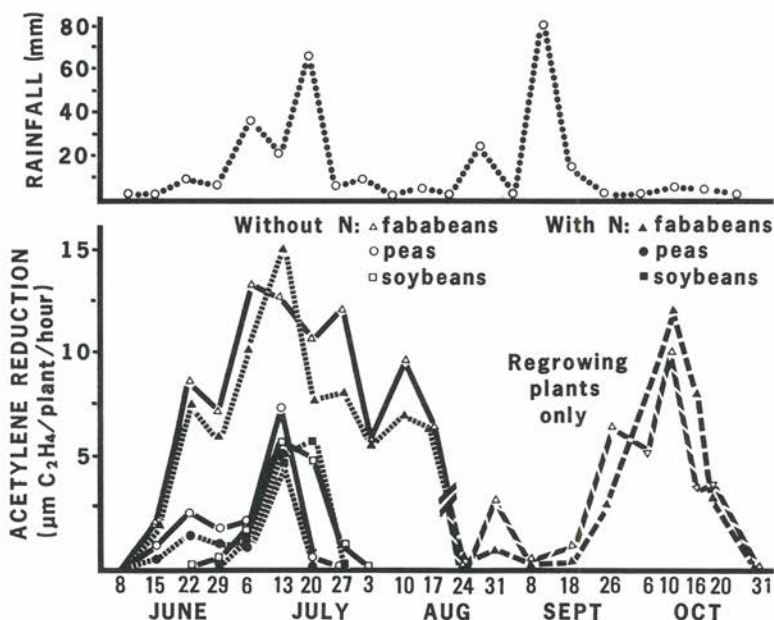 RAINFALL (mm)
80
60
40
20
Without N: △ fababeans
○ peas
□ soybeans
With N: ▲ fababeans
● peas
■ soybeans
ACETYLENE REDUCTION
(µm C₂H₄/plant/hour)
15
10
5
Regrowing
plants
only
8 15 22 29 6 13 20 27 3 10 17 24 31 8 18 26 6 10 16 20 31
JUNE JULY AUG SEPT OCT